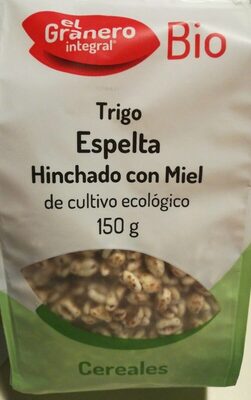 el
Granero
integral®
Bio
Trigo
Espelta
Hinchado con Miel
de cultivo ecológico
150 g
Cereales